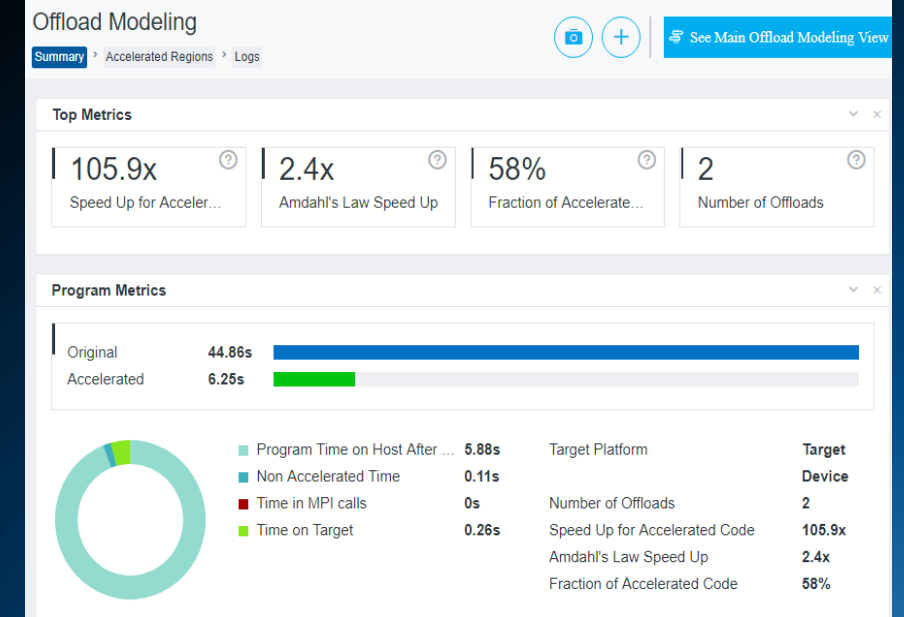 Offload Modeling
See Main Offload Modeling View
Summary > Accelerated Regions > Logs
Top Metrics
105.9x
Speed Up for Acceler...
2.4x
Amdahl's Law Speed Up
58%
Fraction of Accelerate...
2
Number of Offloads
Program Metrics
Original 44.86s
Accelerated 6.25s
Program Time on Host After ... 5.88s
Non Accelerated Time 0.11s
Time in MPI calls 0s
Time on Target 0.26s
Target Platform Target
Device
Number of Offloads 2
Speed Up for Accelerated Code 105.9x
Amdahl's Law Speed Up 2.4x
Fraction of Accelerated Code 58%